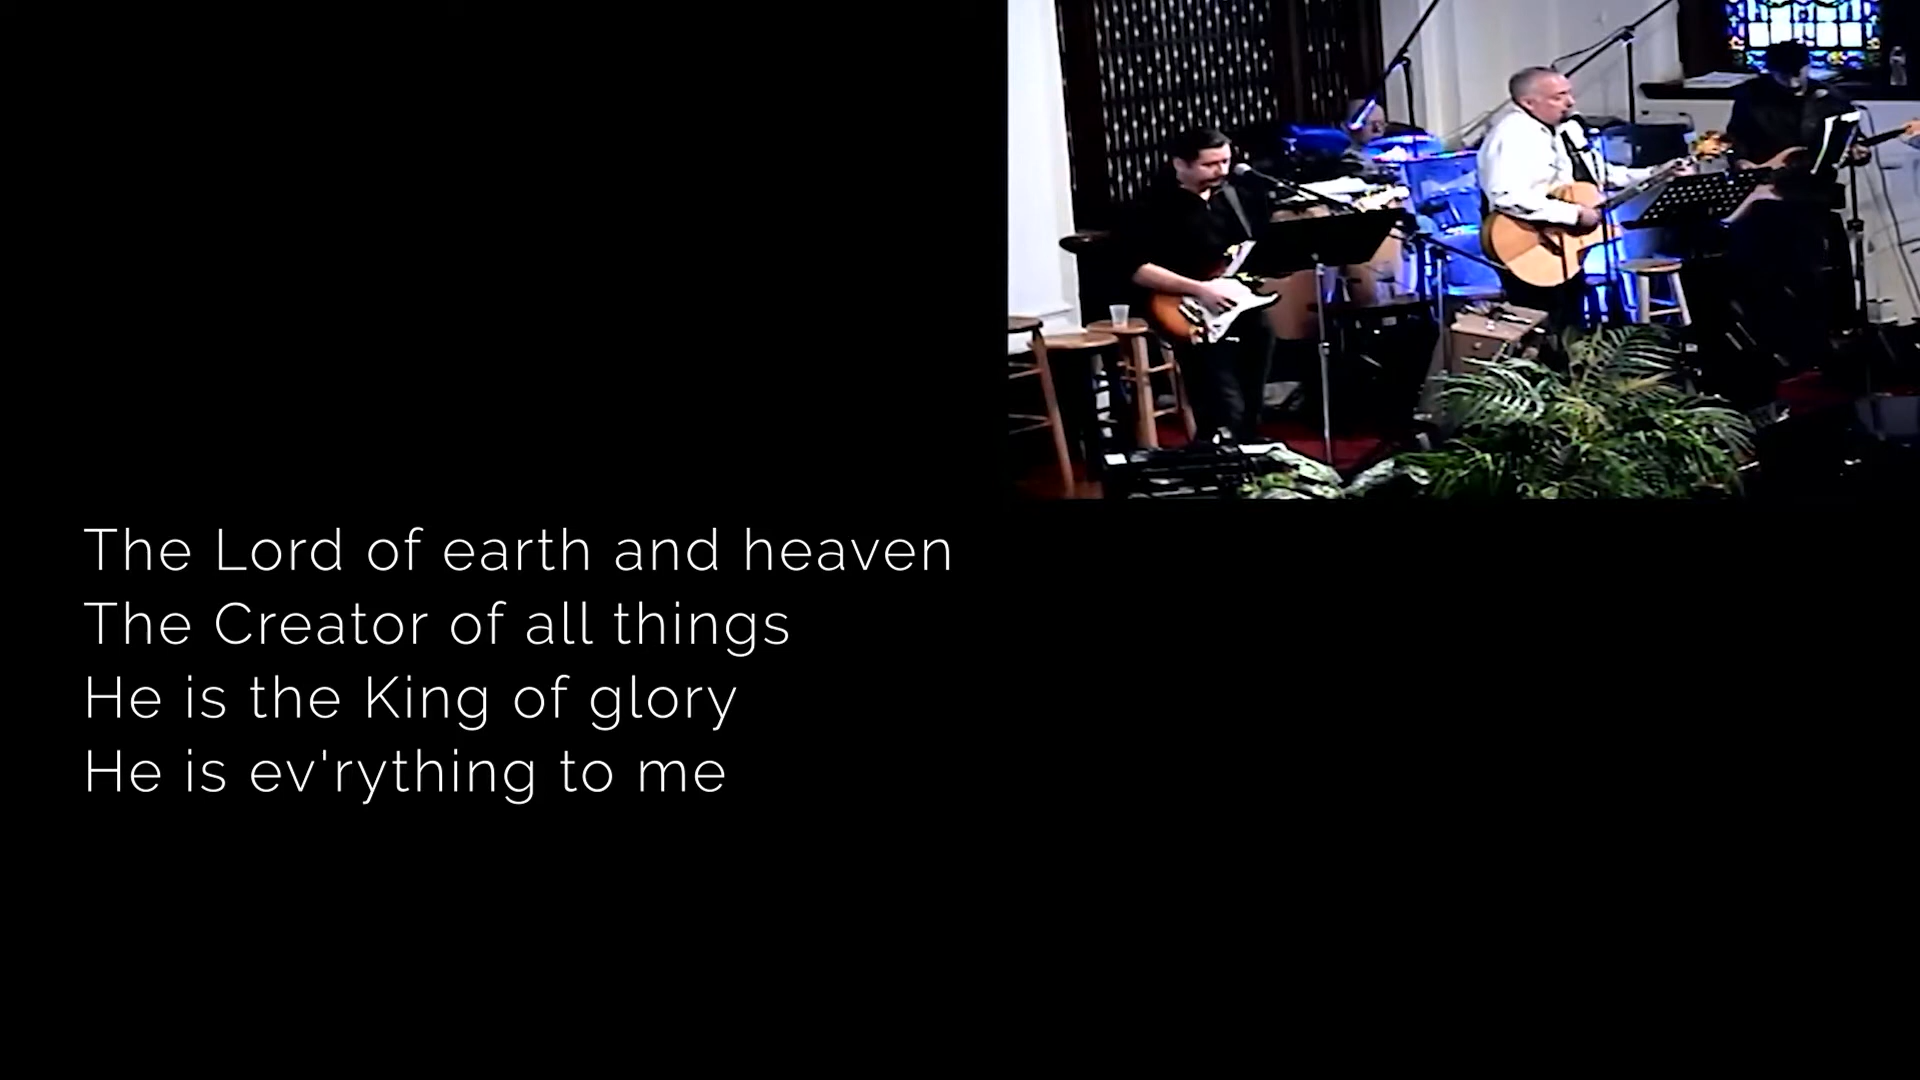 The Lord of earth and heaven
The Creator of all things
He is the King of glory
He is ev'rything to me